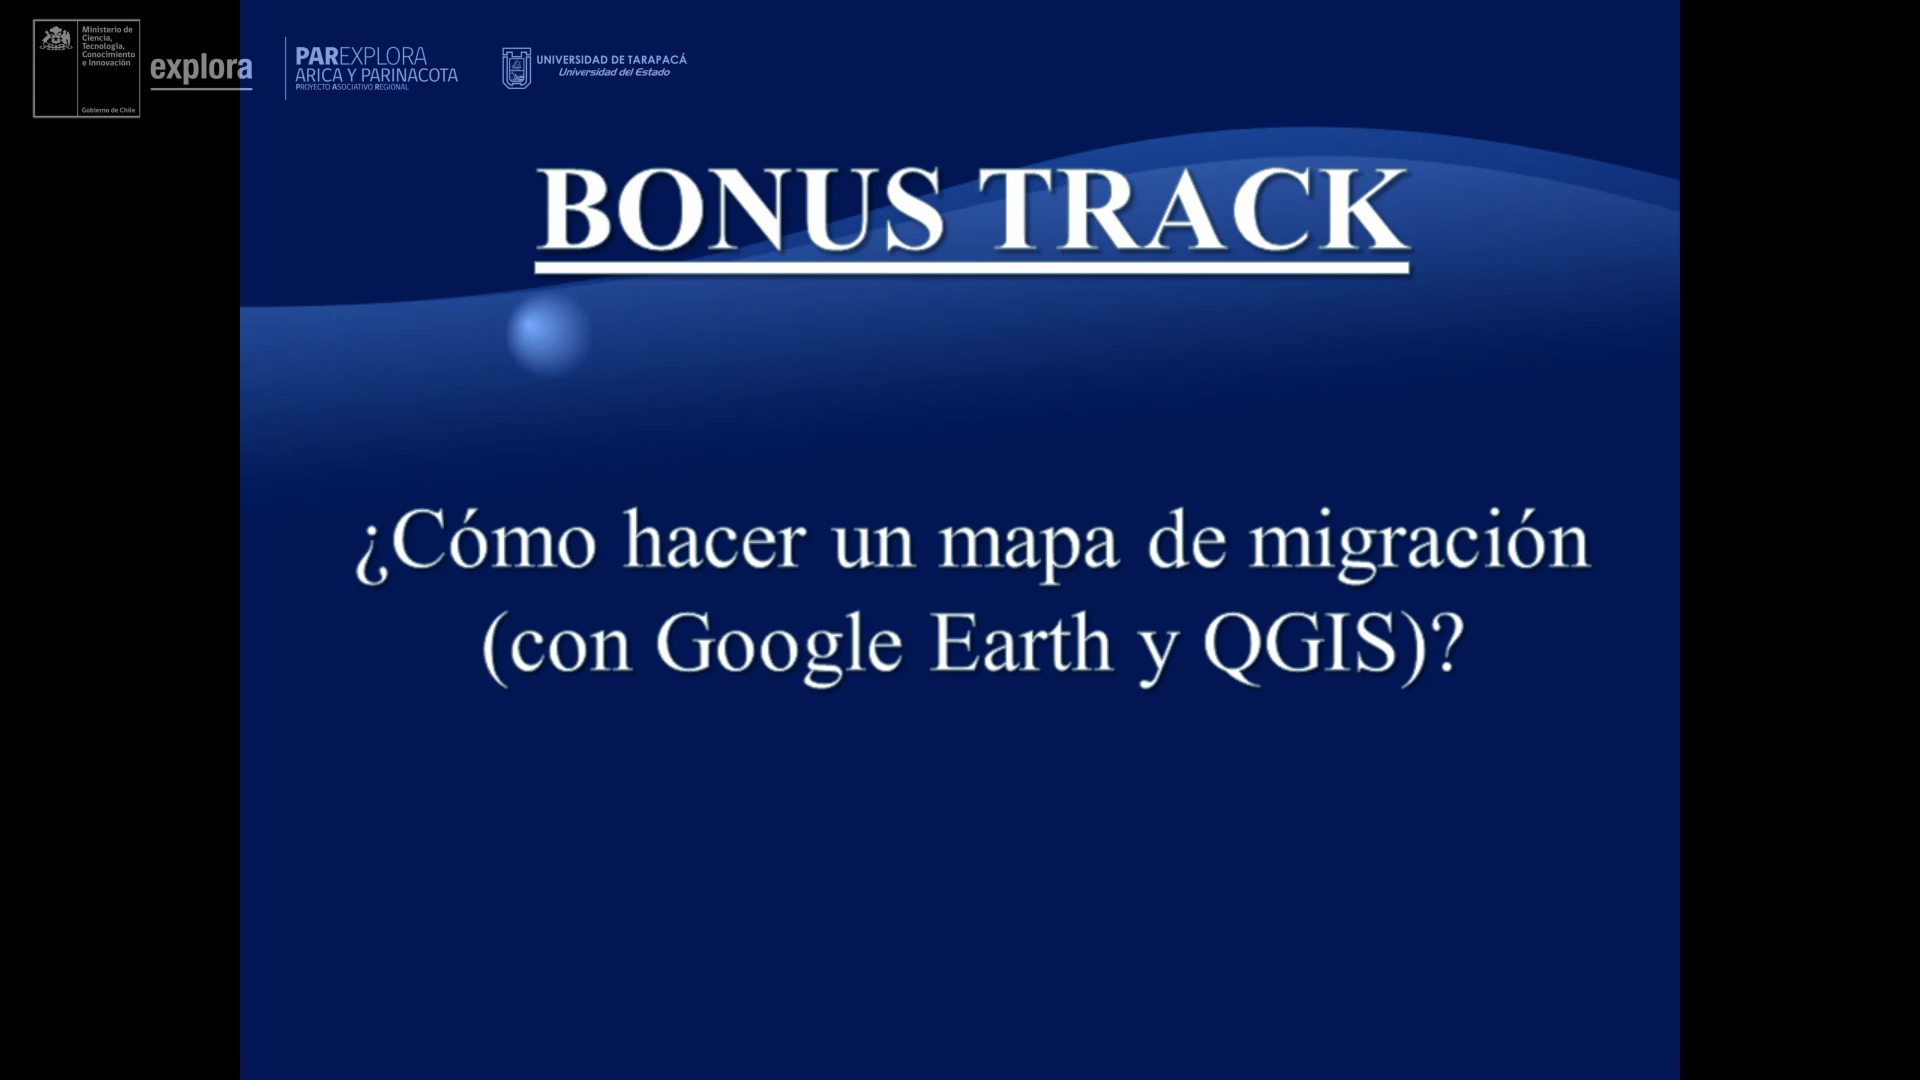 Ministerio de
Ciencia,
Tecnología,
Conocimiento
e Innovación
Gobierno de Chile
explora
PAREXPLORA
ARICA Y PARINACOTA
PROYECTO ASOCIATIVO REGIONAL
UNIVERSIDAD DE TARAPACÁ
Universidad del Estado
BONUS TRACK
¿Cómo hacer un mapa de migración
(con Google Earth y QGIS)?